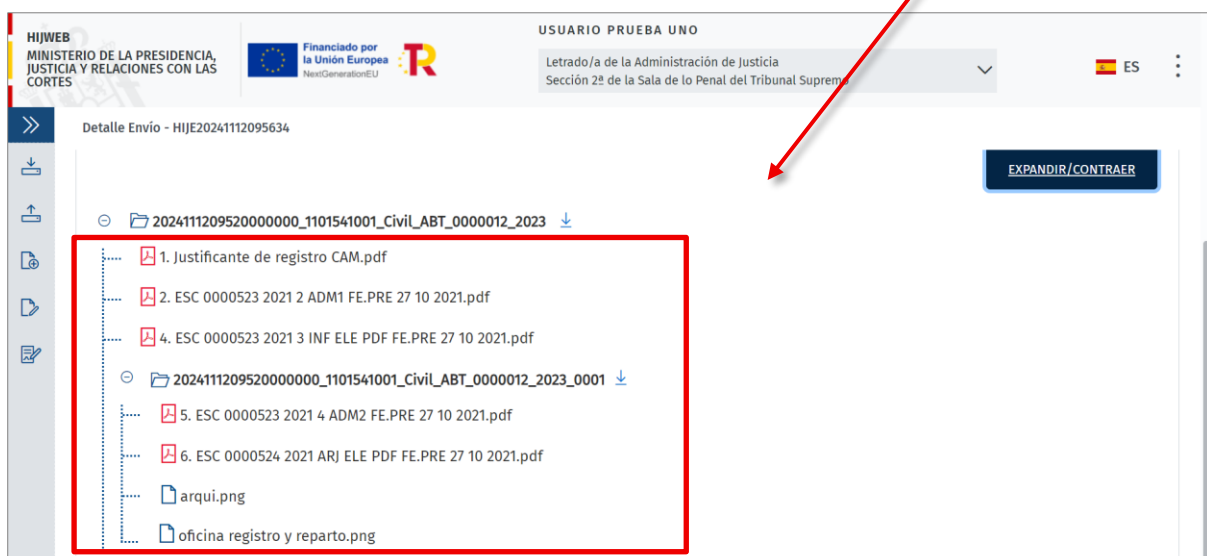 HIJWEB
MINISTERIO DE LA PRESIDENCIA,
JUSTICIA Y RELACIONES CON LAS
CORTES
Financiado por
la Unión Europea
NextGenerationEU
USUARIO PRUEBA UNO
Letrado/a de la Administración de Justicia
Sección 2ª de la Sala de lo Penal del Tribunal Supremo
ES
Detalle Envío - HIJE20241112095634
EXPANDIR/CONTRAER
2024111209520000000_1101541001_Civil_ABT_0000012_2023
1. Justificante de registro CAM.pdf
2. ESC 0000523 2021 2 ADM1 FE.PRE 27 10 2021.pdf
4. ESC 0000523 2021 3 INF ELE PDF FE.PRE 27 10 2021.pdf
2024111209520000000_1101541001_Civil_ABT_0000012_2023_0001
5. ESC 0000523 2021 4 ADM2 FE.PRE 27 10 2021.pdf
6. ESC 0000524 2021 ARJ ELE PDF FE.PRE 27 10 2021.pdf
arqui.png
oficina registro y reparto.png